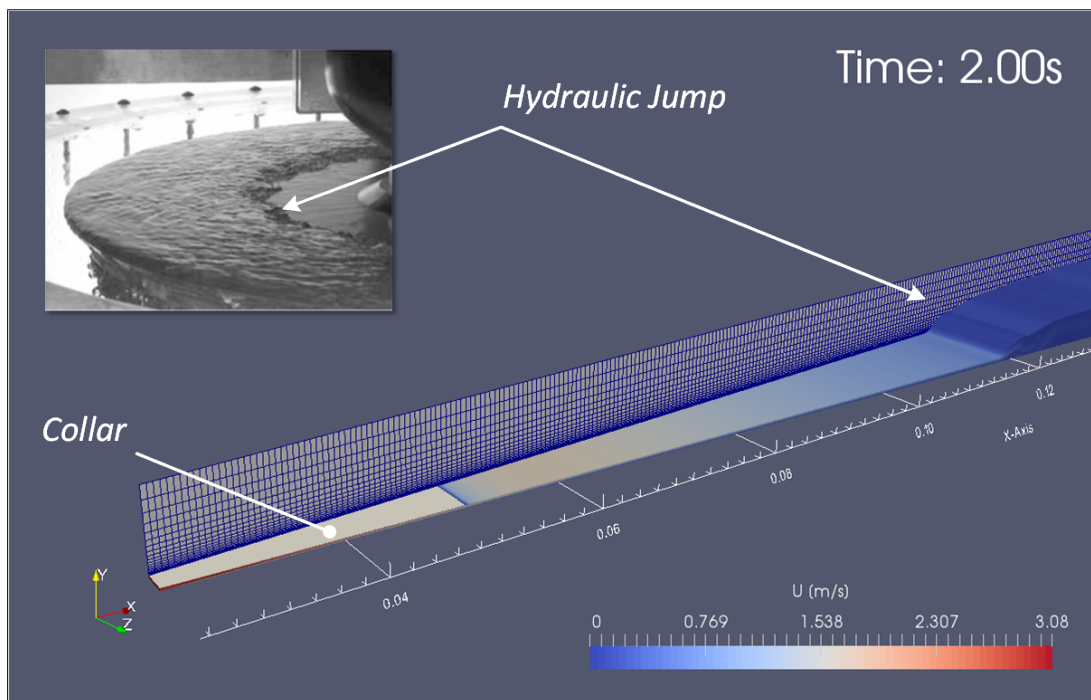 Time: 2.00s
Hydraulic Jump
Collar
0.12
0.10
X-Axis
0.08
0.06
0.04
Y
X
Z
U (m/s)
0 0.769 1.538 2.307 3.08